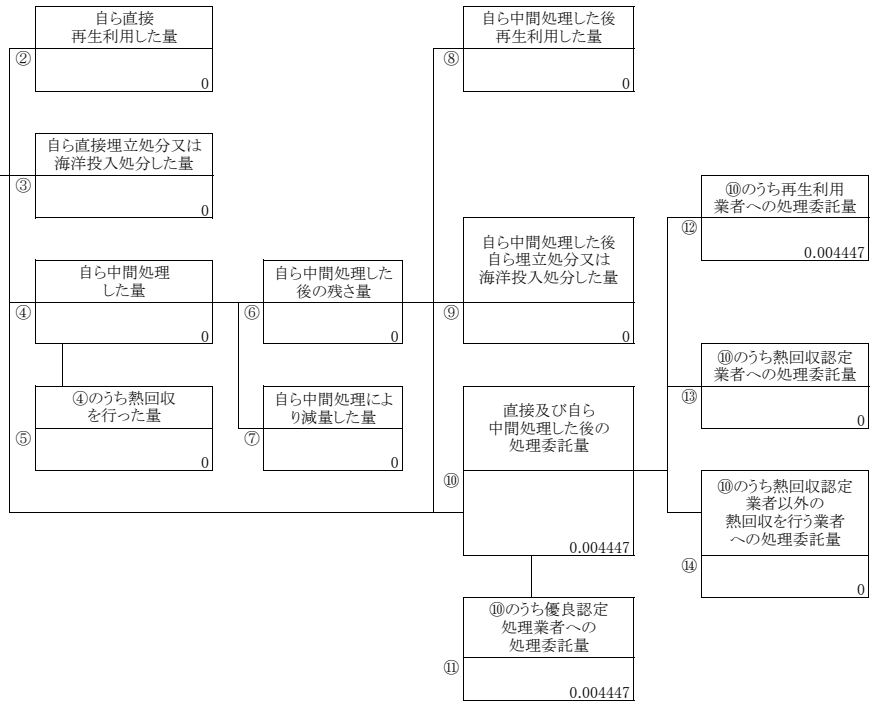 自ら直接
再生利用した量
②
0
自ら直接埋立処分又は
海洋投入処分した量
③
0
自ら中間処理
した量
④
0
④のうち熱回収
を行った量
⑤
0
自ら中間処理した
後の残さ量
⑥
0
自ら中間処理によ
り減量した量
⑦
0
自ら中間処理した後
再生利用した量
⑧
0
自ら中間処理した後
自ら埋立処分又は
海洋投入処分した量
⑨
0
直接及び自ら
中間処理した後の
処理委託量
⑩
0.004447
⑩のうち優良認定
処理業者への
処理委託量
⑪
0.004447
⑩のうち再生利用
業者への処理委託量
⑫
0.004447
⑩のうち熱回収認定
業者への処理委託量
⑬
0
⑩のうち熱回収認定
業者以外の
熱回収を行う業者
への処理委託量
⑭
0